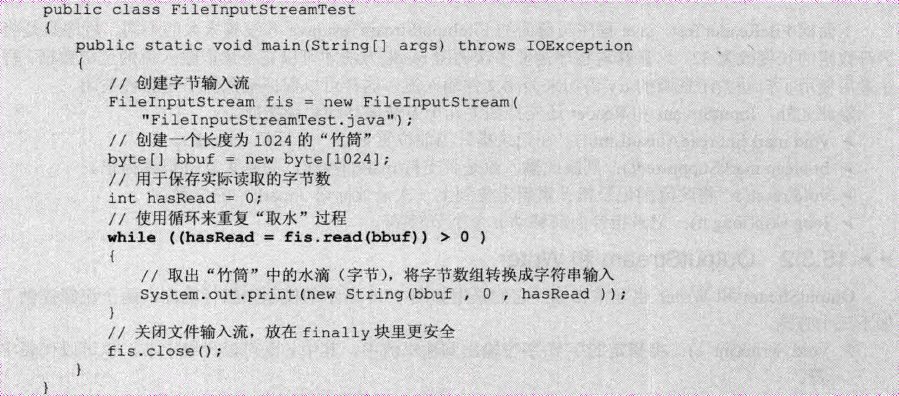 public class FileInputStreamTest
{
public static void main(String[] args) throws IOException
{
// 创建字节输入流
FileInputStream fis = new FileInputStream(
"FileInputStreamTest.java");
// 创建一个长度为 1024 的“竹筒”
byte[] bbuf = new byte[1024];
// 用于保存实际读取的字节数
int hasRead = 0;
// 使用循环来重复“取水”过程
while ((hasRead = fis.read(bbuf)) > 0 )
{
// 取出“竹筒”中的水滴（字节），将字节数组转换成字符串输入
System.out.print(new String(bbuf , 0 , hasRead ));
}
// 关闭文件输入流，放在 finally 块里更安全
fis.close();
}
}